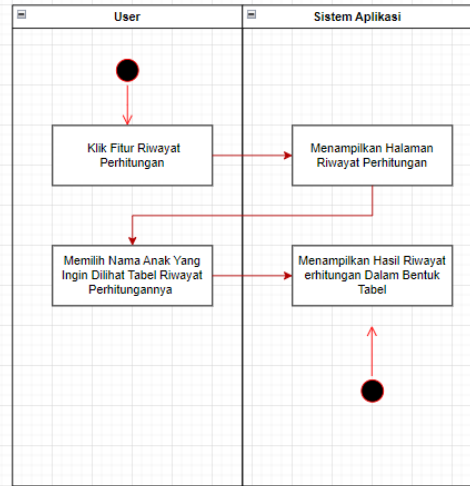 User
Sistem Aplikasi
Klik Fitur Riwayat
Perhitungan
Menampilkan Halaman
Riwayat Perhitungan
Memilih Nama Anak Yang
Ingin Dilihat Tabel Riwayat
Perhitungannya
Menampilkan Hasil Riwayat
erhitungan Dalam Bentuk
Tabel